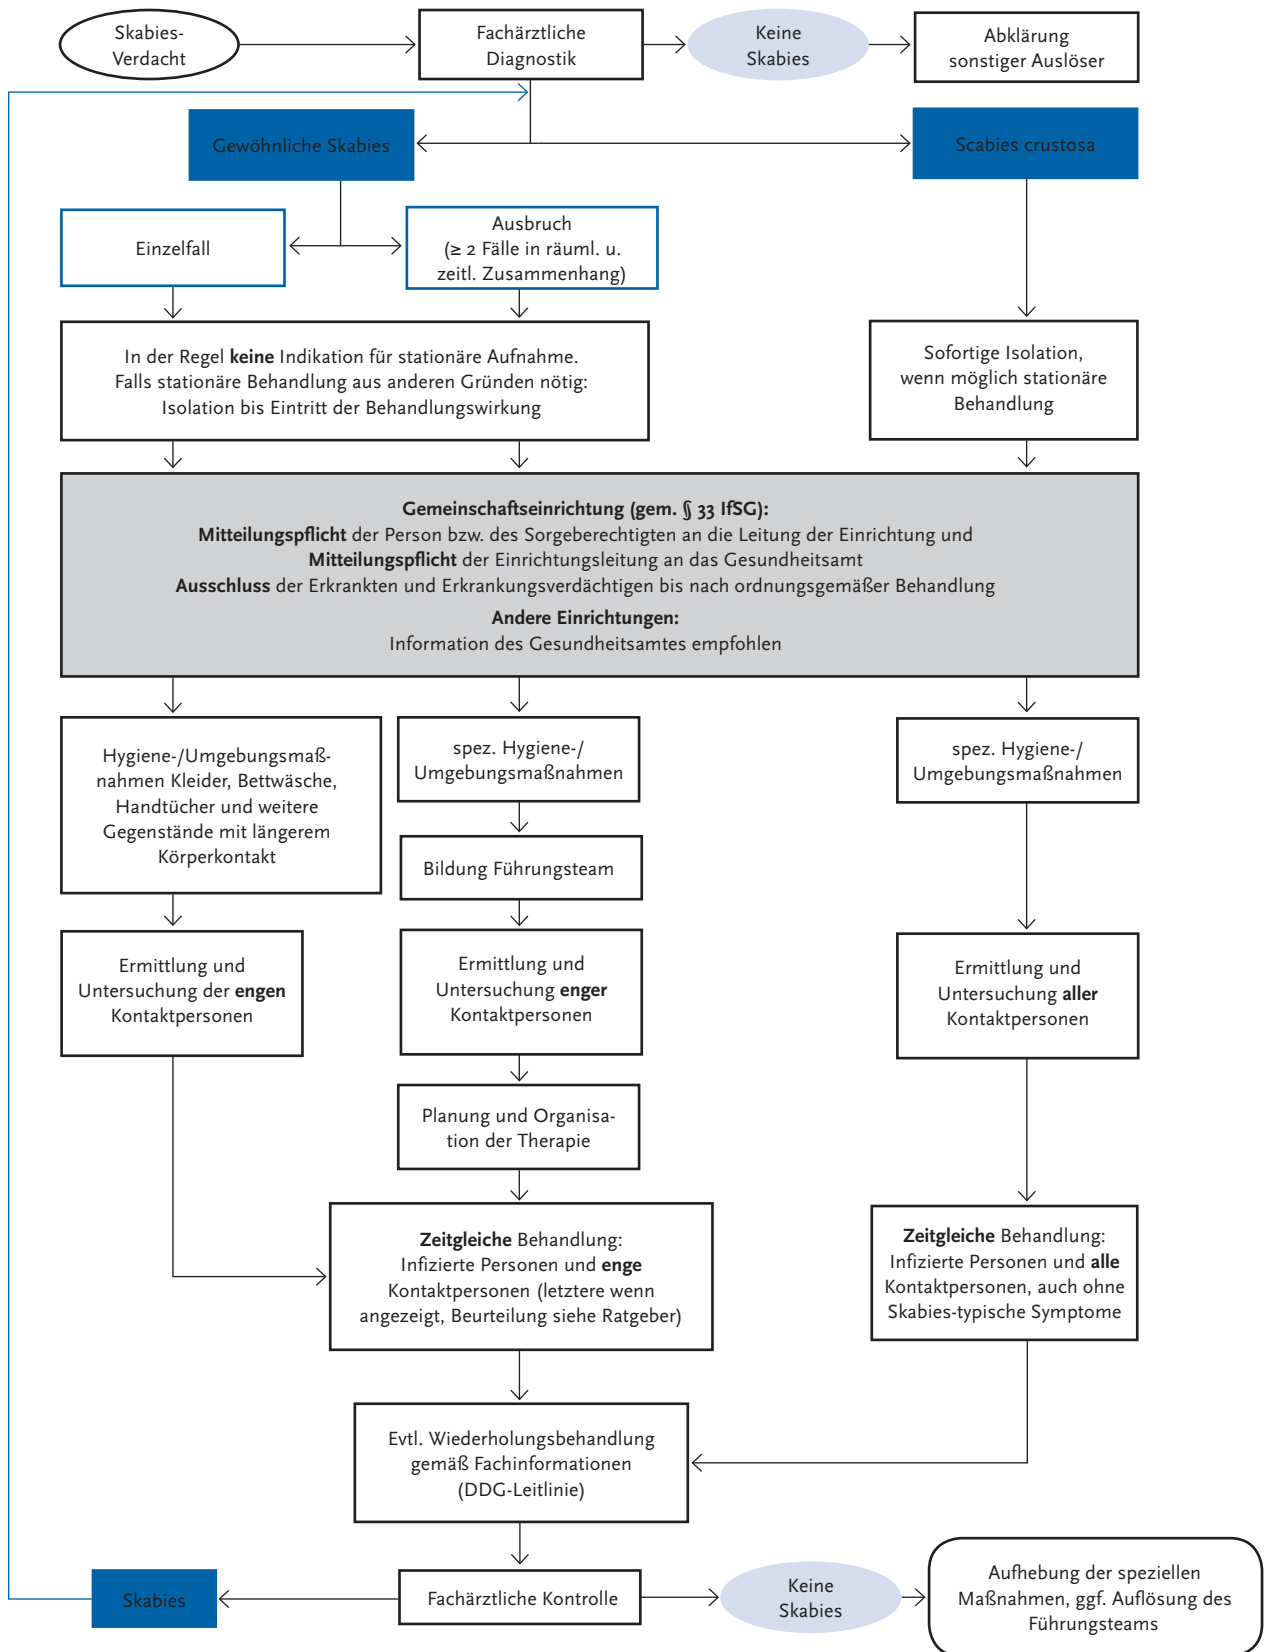 Skabies-
Verdacht
Fachärztliche
Diagnostik
Keine
Skabies
Abklärung
sonstiger Auslöser
Gewöhnliche Skabies
Scabies crustosa
Einzelfall
Ausbruch
(≥ 2 Fälle in räuml. u.
zeitl. Zusammenhang)
In der Regel keine Indikation für stationäre Aufnahme.
Falls stationäre Behandlung aus anderen Gründen nötig:
Isolation bis Eintritt der Behandlungswirkung
Sofortige Isolation,
wenn möglich stationäre
Behandlung
Gemeinschaftseinrichtung (gem. § 33 IfSG):
Mitteilungspflicht der Person bzw. des Sorgeberechtigten an die Leitung der Einrichtung und
Mitteilungspflicht der Einrichtungsleitung an das Gesundheitsamt
Ausschluss der Erkrankten und Erkrankungsverdächtigen bis nach ordnungsgemäßer Behandlung
Andere Einrichtungen:
Information des Gesundheitsamtes empfohlen
Hygiene-/Umgebungsmaß-
nahmen Kleider, Bettwäsche,
Handtücher und weitere
Gegenstände mit längerem
Körperkontakt
spez. Hygiene-/
Umgebungsmaßnahmen
spez. Hygiene-/
Umgebungsmaßnahmen
Bildung Führungsteam
Ermittlung und
Untersuchung der engen
Kontaktpersonen
Ermittlung und
Untersuchung enger
Kontaktpersonen
Ermittlung und
Untersuchung aller
Kontaktpersonen
Planung und Organisa-
tion der Therapie
Zeitgleiche Behandlung:
Infizierte Personen und enge
Kontaktpersonen (letztere wenn
angezeigt, Beurteilung siehe Ratgeber)
Zeitgleiche Behandlung:
Infizierte Personen und alle
Kontaktpersonen, auch ohne
Skabies-typische Symptome
Evtl. Wiederholungsbehandlung
gemäß Fachinformationen
(DDG-Leitlinie)
Skabies
Fachärztliche Kontrolle
Keine
Skabies
Aufhebung der speziellen
Maßnahmen, ggf. Auflösung des
Führungsteams